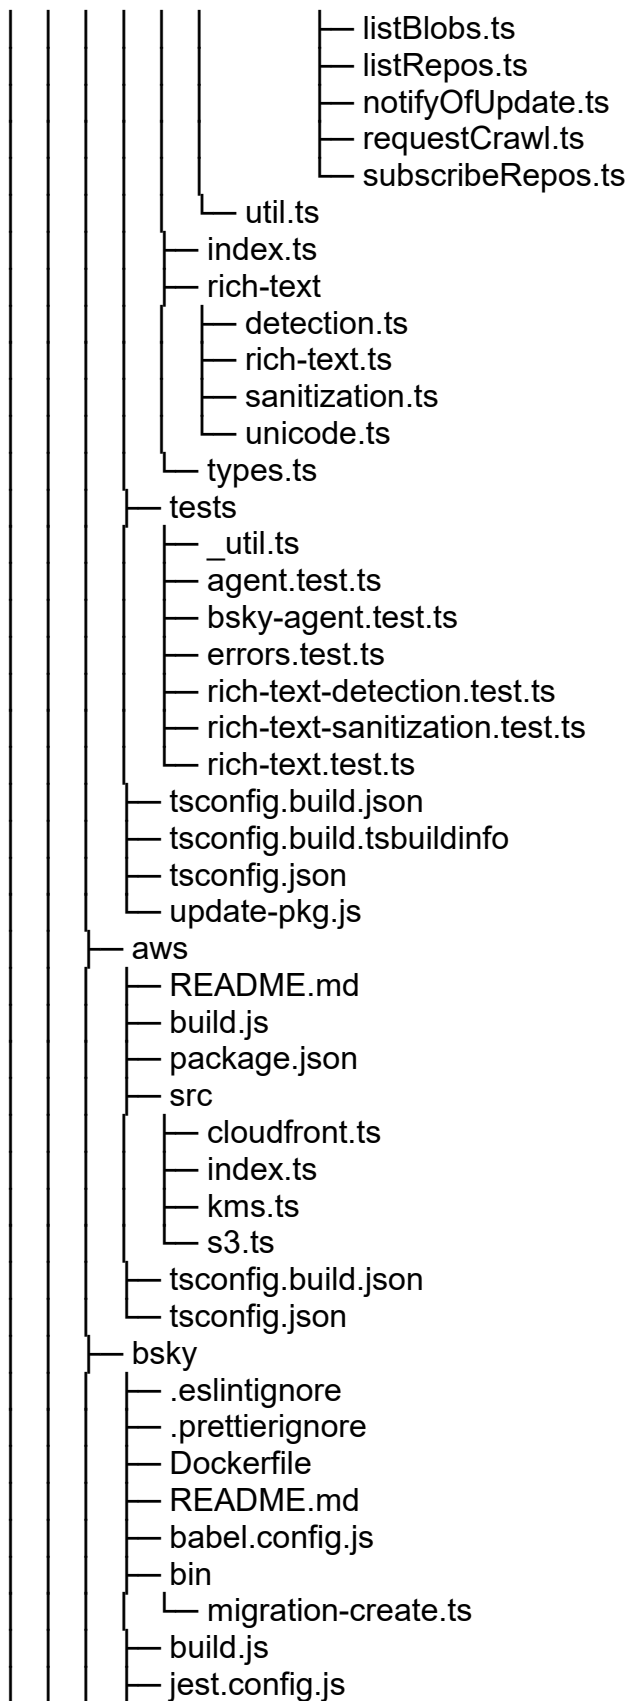 listBlobs.ts
listRepos.ts
notifyOfUpdate.ts
requestCrawl.ts
subscribeRepos.ts
util.ts
index.ts
rich-text
detection.ts
rich-text.ts
sanitization.ts
unicode.ts
types.ts
tests
_util.ts
agent.test.ts
bsky-agent.test.ts
errors.test.ts
rich-text-detection.test.ts
rich-text-sanitization.test.ts
rich-text.test.ts
tsconfig.build.json
tsconfig.build.tsbuildinfo
tsconfig.json
update-pkg.js
aws
README.md
build.js
package.json
src
cloudfront.ts
index.ts
kms.ts
s3.ts
tsconfig.build.json
tsconfig.json
bsky
.eslintignore
.prettierignore
Dockerfile
README.md
babel.config.js
bin
migration-create.ts
build.js
jest.config.js